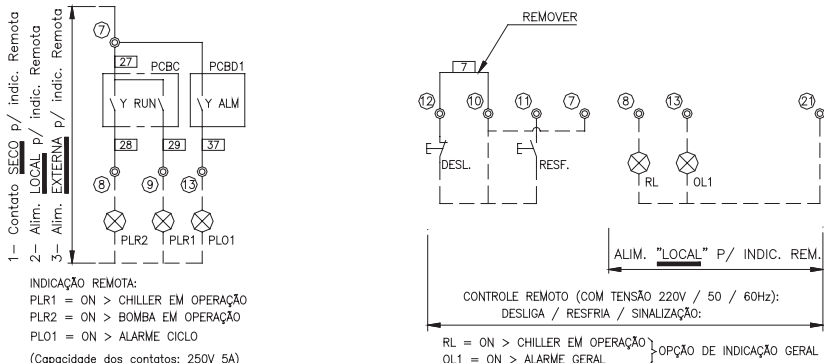 1- Contato SECO p/ indic. Remota
2- Alim. LOCAL p/ indic. Remota
3- Alim. EXTERNA p/ indic. Remota
7
27
PCBC
PCBD1
Y RUN
Y ALM
28
29
37
8
9
13
PLR2
PLR1
PLO1
INDICAÇÃO REMOTA:
PLR1 = ON > CHILLER EM OPERAÇÃO
PLR2 = ON > BOMBA EM OPERAÇÃO
PLO1 = ON > ALARME CICLO
(Capacidade dos contatos: 250V 5A)
REMOVER
7
12
10
11
7
8
13
21
DESL.
RESF.
RL
OL1
ALIM. "LOCAL" P/ INDIC. REM.
CONTROLE REMOTO (COM TENSÃO 220V / 50 / 60Hz):
DESLIGA / RESFRIA / SINALIZAÇÃO:
RL = ON > CHILLER EM OPERAÇÃO
OL1 = ON > ALARME GERAL
OPÇÃO DE INDICAÇÃO GERAL